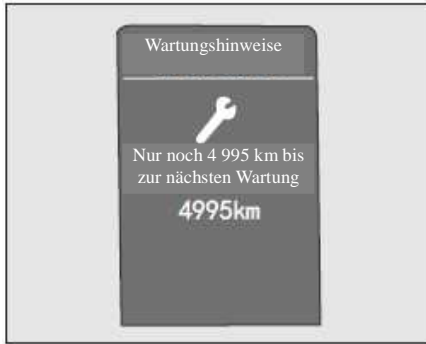 Wartungshinweise
Nur noch 4 995 km bis
zur nächsten Wartung
4995km